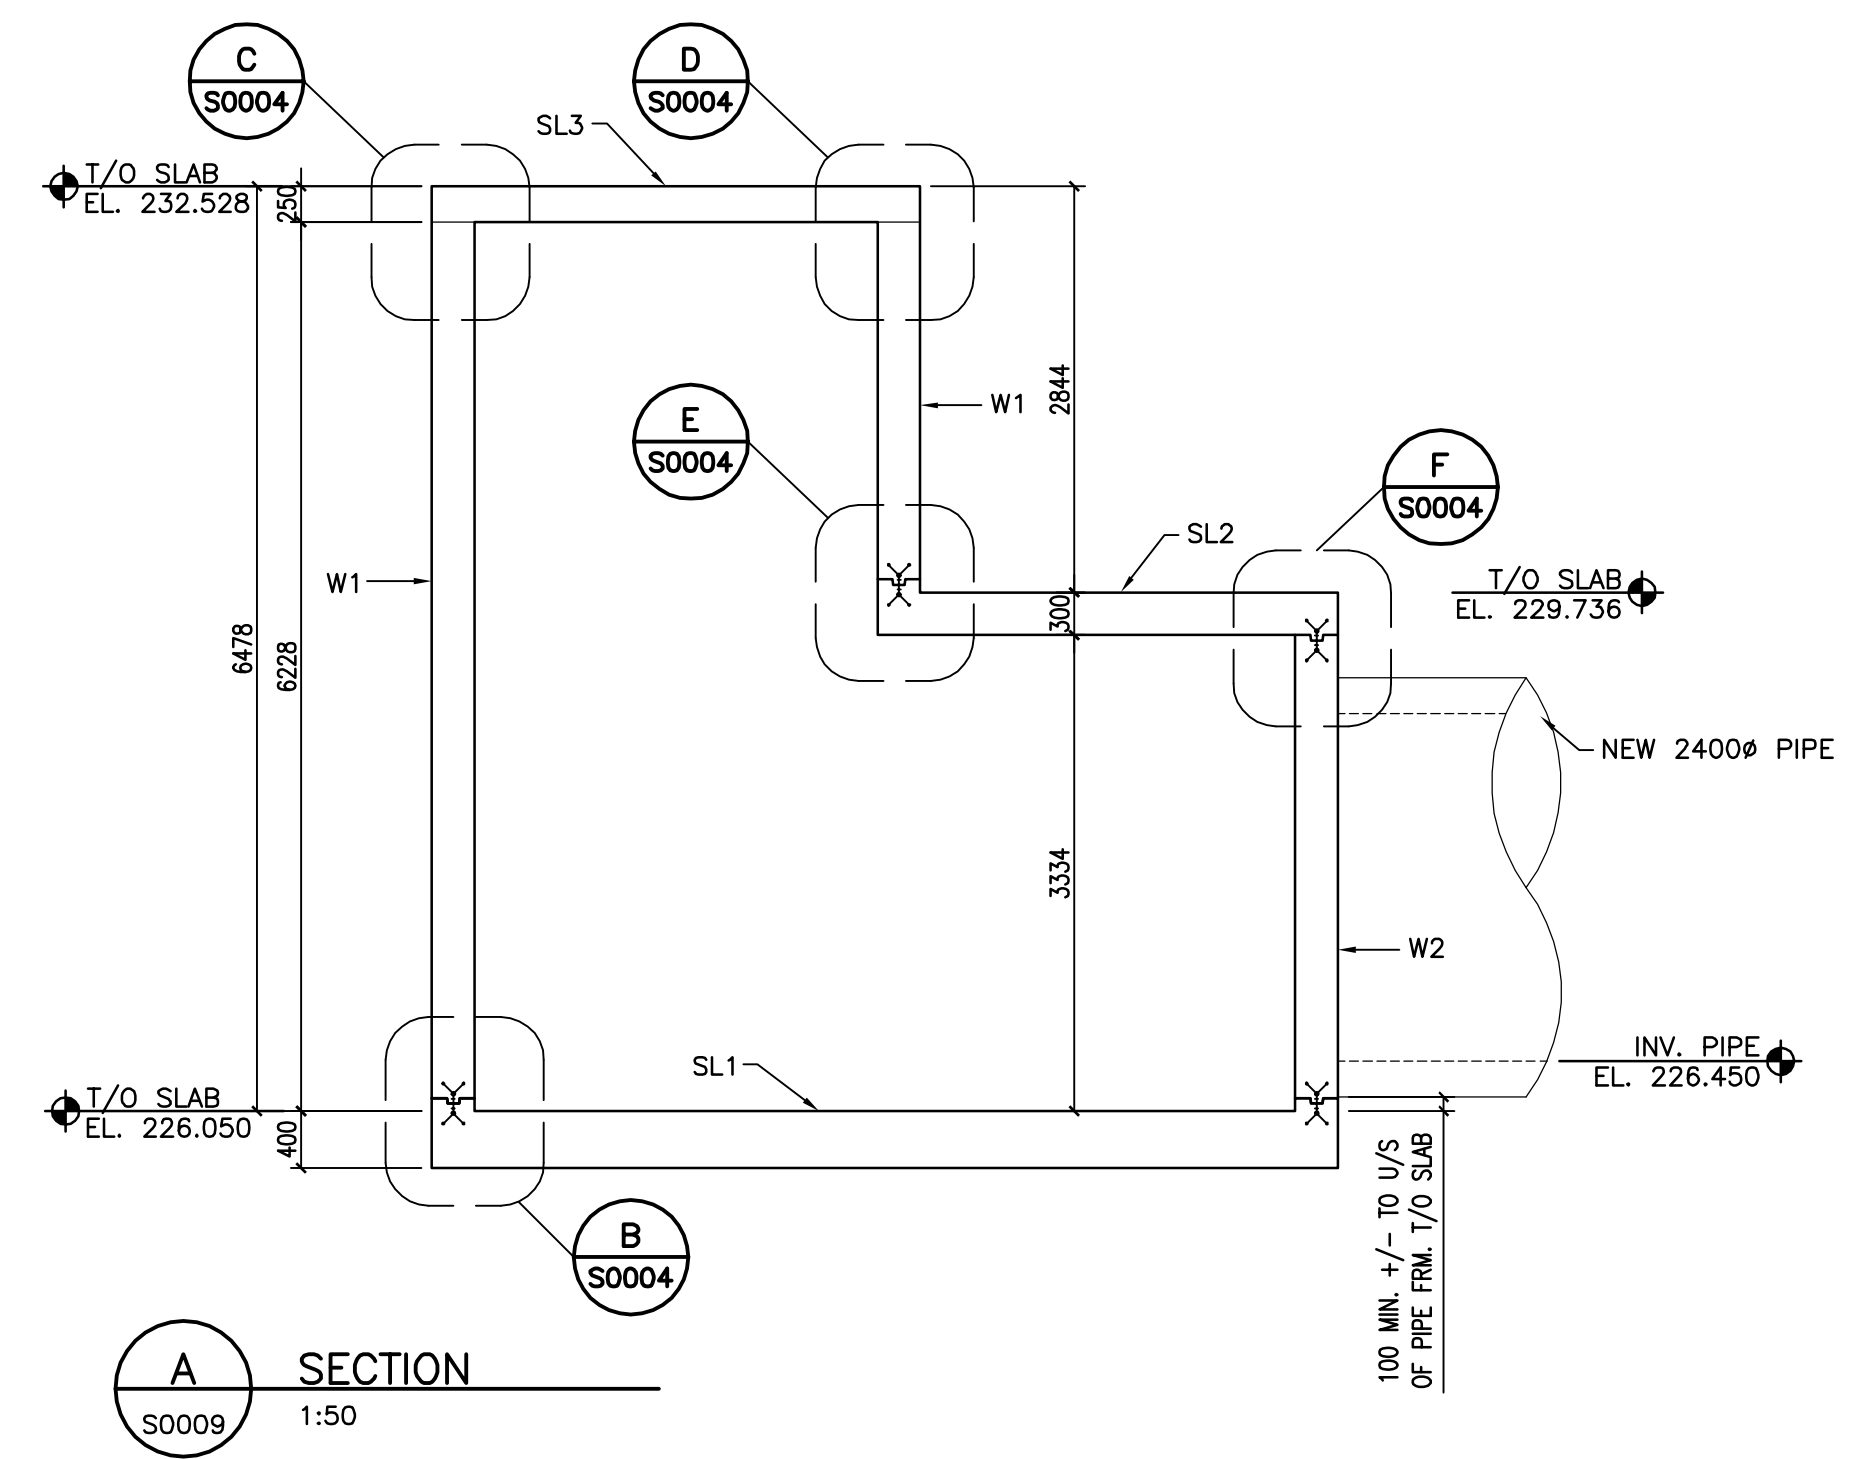 C
S0004
D
S0004
SL3
T/O SLAB
EL. 232.528
250
2844
W1
E
S0004
F
S0004
SL2
W1
T/O SLAB
EL. 229.736
300
6478
6228
NEW 2400ø PIPE
3334
W2
INV. PIPE
EL. 226.450
SL1
T/O SLAB
EL. 226.050
400
100 MIN. +/- TO U/S
OF PIPE FRM. T/O SLAB
B
S0004
A
S0009
SECTION
1:50